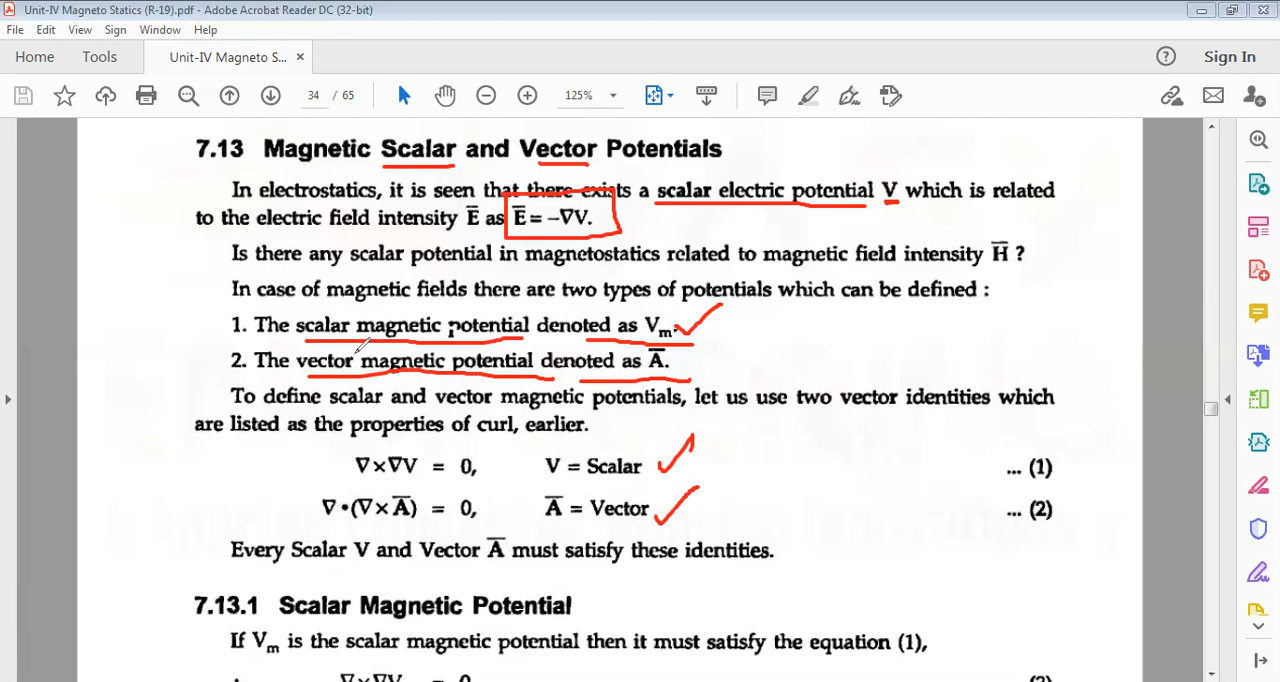 Unit-IV Magneto Statics (R-19).pdf - Adobe Acrobat Reader DC (32-bit)
File Edit View Sign Window Help
Home Tools Unit-IV Magneto S... × ? Sign In
34 / 65 125%
7.13 Magnetic Scalar and Vector Potentials
In electrostatics, it is seen that there exists a scalar electric potential V which is related
to the electric field intensity E̅ as E̅ = –∇V.
Is there any scalar potential in magnetostatics related to magnetic field intensity H̅ ?
In case of magnetic fields there are two types of potentials which can be defined :
1. The scalar magnetic potential denoted as Vₘ.
2. The vector magnetic potential denoted as A̅.
To define scalar and vector magnetic potentials, let us use two vector identities which
are listed as the properties of curl, earlier.
∇×∇V = 0, V = Scalar ... (1)
∇•(∇×A̅) = 0, A̅ = Vector ... (2)
Every Scalar V and Vector A̅ must satisfy these identities.
7.13.1 Scalar Magnetic Potential
If Vₘ is the scalar magnetic potential then it must satisfy the equation (1),